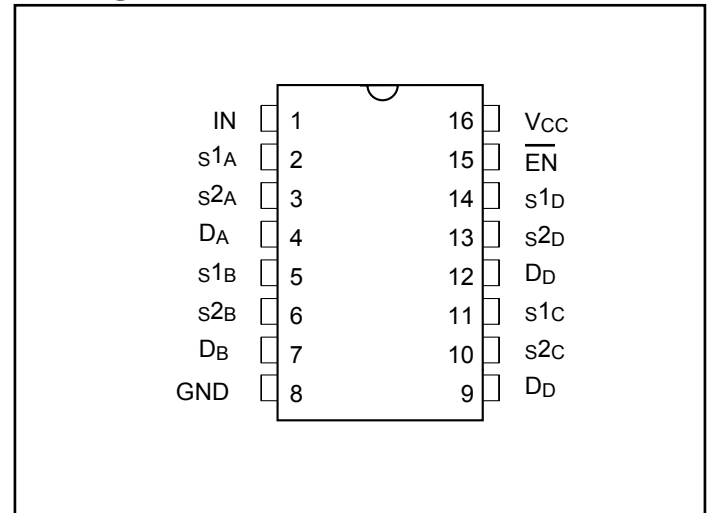 IN 1 16 VCC
S1A 2 15 EN
S2A 3 14 S1D
DA 4 13 S2D
S1B 5 12 DD
S2B 6 11 S1C
DB 7 10 S2C
GND 8 9 DD